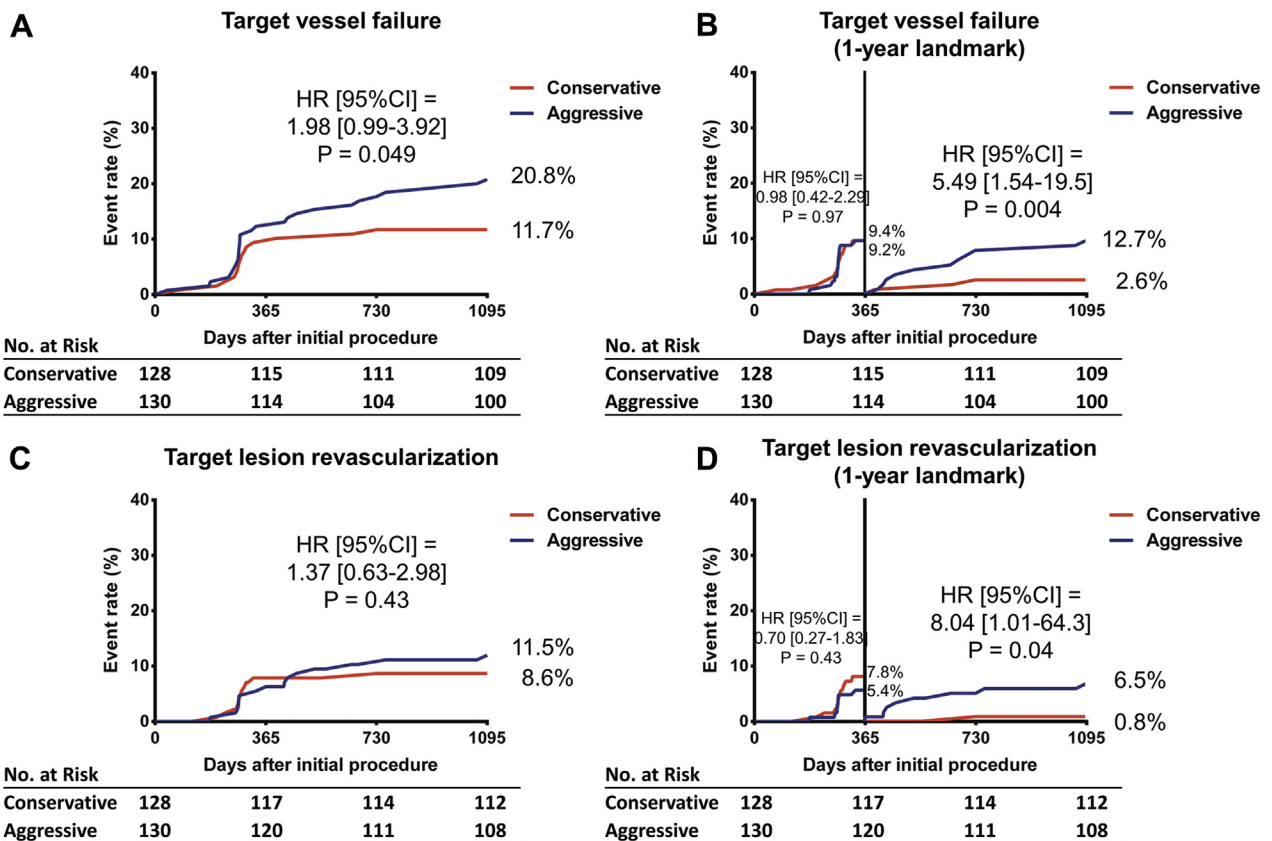 A
Target vessel failure
40
30
20
10
0
Event rate (%)
HR [95%CI] =
1.98 [0.99-3.92]
P = 0.049
Conservative
Aggressive
20.8%
11.7%
0 365 730 1095
Days after initial procedure
No. at Risk
Conservative 128 115 111 109
Aggressive 130 114 104 100
B
Target vessel failure
(1-year landmark)
40
30
20
10
0
Event rate (%)
HR [95%CI] =
0.98 [0.42-2.29]
P = 0.97
9.4%
9.2%
HR [95%CI] =
5.49 [1.54-19.5]
P = 0.004
Conservative
Aggressive
12.7%
2.6%
0 365 730 1095
Days after initial procedure
No. at Risk
Conservative 128 115 111 109
Aggressive 130 114 104 100
C
Target lesion revascularization
40
30
20
10
0
Event rate (%)
HR [95%CI] =
1.37 [0.63-2.98]
P = 0.43
Conservative
Aggressive
11.5%
8.6%
0 365 730 1095
Days after initial procedure
No. at Risk
Conservative 128 117 114 112
Aggressive 130 120 111 108
D
Target lesion revascularization
(1-year landmark)
40
30
20
10
0
Event rate (%)
HR [95%CI] =
0.70 [0.27-1.83]
P = 0.43
7.8%
5.4%
HR [95%CI] =
8.04 [1.01-64.3]
P = 0.04
Conservative
Aggressive
6.5%
0.8%
0 365 730 1095
Days after initial procedure
No. at Risk
Conservative 128 117 114 112
Aggressive 130 120 111 108